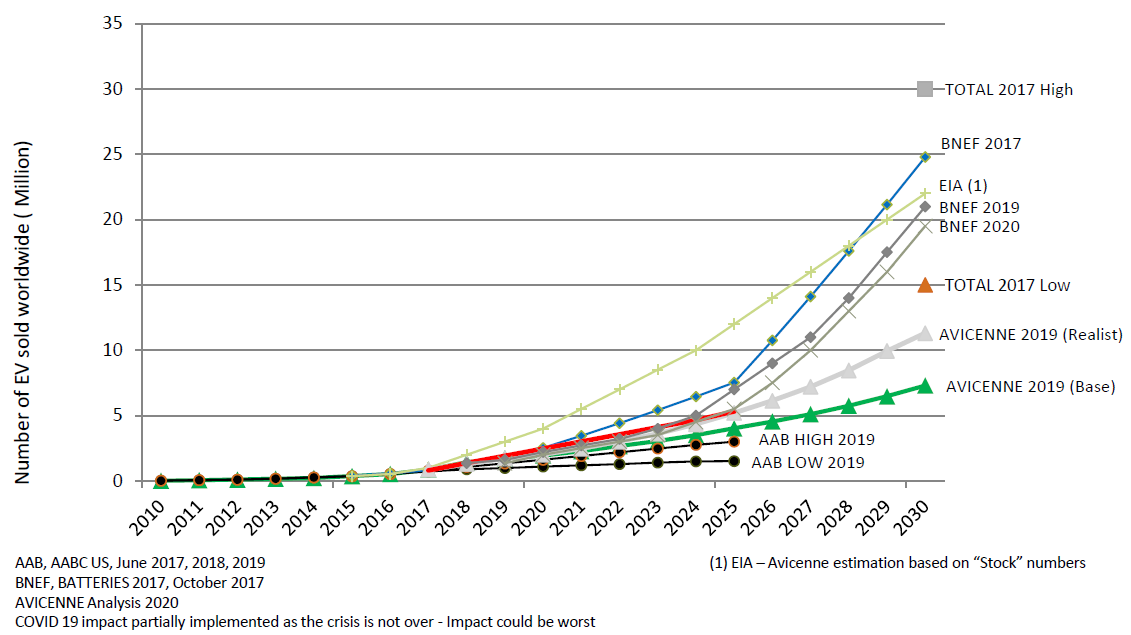 35
30
25
20
15
10
5
0
Number of EV sold worldwide ( Million)
TOTAL 2017 High
BNEF 2017
EIA (1)
BNEF 2019
BNEF 2020
TOTAL 2017 Low
AVICENNE 2019 (Realist)
AVICENNE 2019 (Base)
AAB HIGH 2019
AAB LOW 2019
2010
2011
2012
2013
2014
2015
2016
2017
2018
2019
2020
2021
2022
2023
2024
2025
2026
2027
2028
2029
2030
AAB, AABC US, June 2017, 2018, 2019
BNEF, BATTERIES 2017, October 2017
AVICENNE Analysis 2020
COVID 19 impact partially implemented as the crisis is not over - Impact could be worst
(1) EIA – Avicenne estimation based on “Stock” numbers